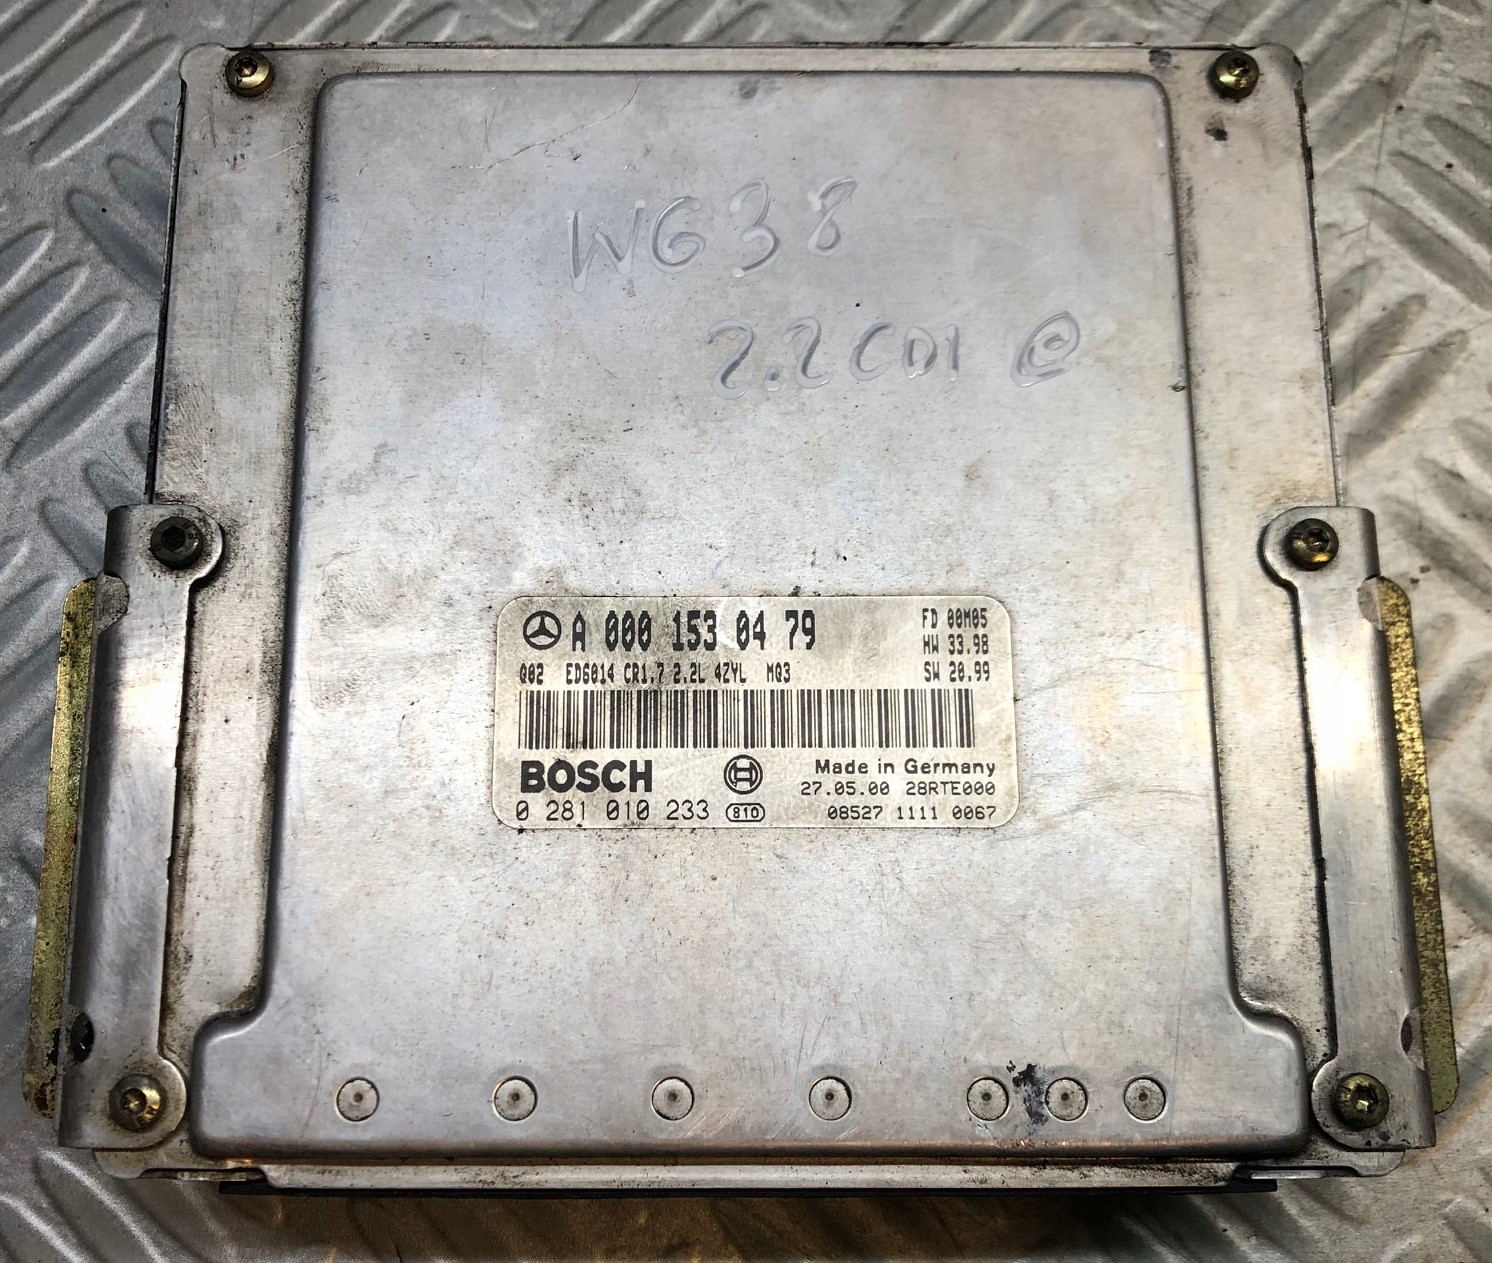 WG38
2.2 CDI ©
A 000 153 04 79
FD 00M05
HW 33.98
Q02 ED6014 CR1.7 2.2L 4ZYL MQ3
SW 20.99
BOSCH
Made in Germany
27.05.00 28RTE000
0 281 010 233 810
08527 1111 0067